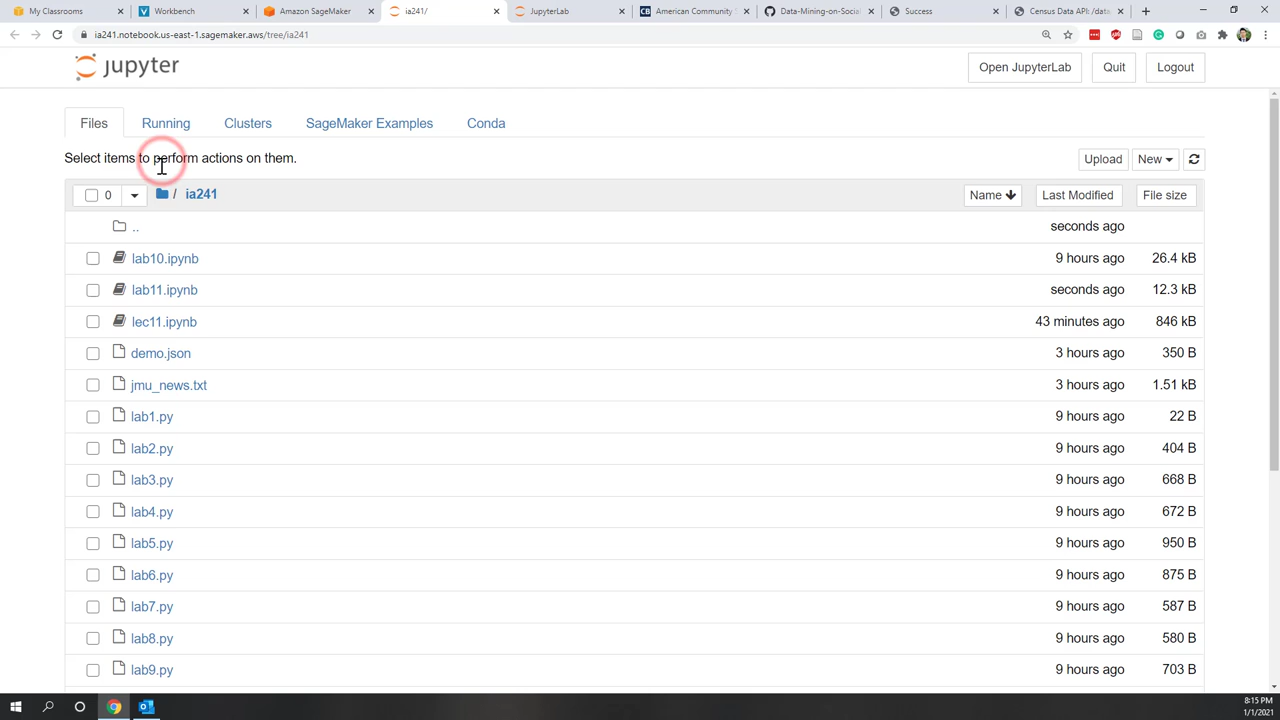 My Classrooms
Workbench
Amazon SageMaker
ia241/
JupyterLab
American Community S
Data-Mining-on-Social
Success
Census Data API: /data
ia241.notebook.us-east-1.sagemaker.aws/tree/ia241
jupyter
Open JupyterLab
Quit
Logout
Files
Running
Clusters
SageMaker Examples
Conda
Select items to perform actions on them.
Upload
New
0
/ ia241
Name
Last Modified
File size
.. seconds ago
lab10.ipynb 9 hours ago 26.4 kB
lab11.ipynb seconds ago 12.3 kB
lec11.ipynb 43 minutes ago 846 kB
demo.json 3 hours ago 350 B
jmu_news.txt 3 hours ago 1.51 kB
lab1.py 9 hours ago 22 B
lab2.py 9 hours ago 404 B
lab3.py 9 hours ago 668 B
lab4.py 9 hours ago 672 B
lab5.py 9 hours ago 950 B
lab6.py 9 hours ago 875 B
lab7.py 9 hours ago 587 B
lab8.py 9 hours ago 580 B
lab9.py 9 hours ago 703 B
8:15 PM
1/1/2021